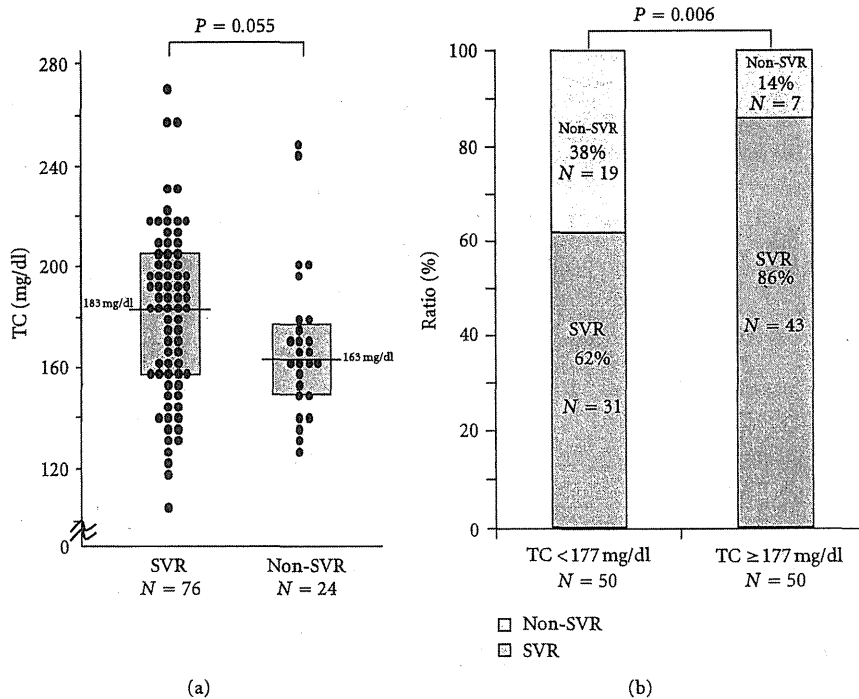 P = 0.055
280
240
200
160
120
0
TC (mg/dl)
183 mg/dl
163 mg/dl
SVR
N = 76
Non-SVR
N = 24
(a)
P = 0.006
100
80
60
40
20
0
Ratio (%)
Non-SVR
38%
N = 19
SVR
62%
N = 31
Non-SVR
14%
N = 7
SVR
86%
N = 43
TC < 177 mg/dl
N = 50
TC ≥ 177 mg/dl
N = 50
Non-SVR
SVR
(b)